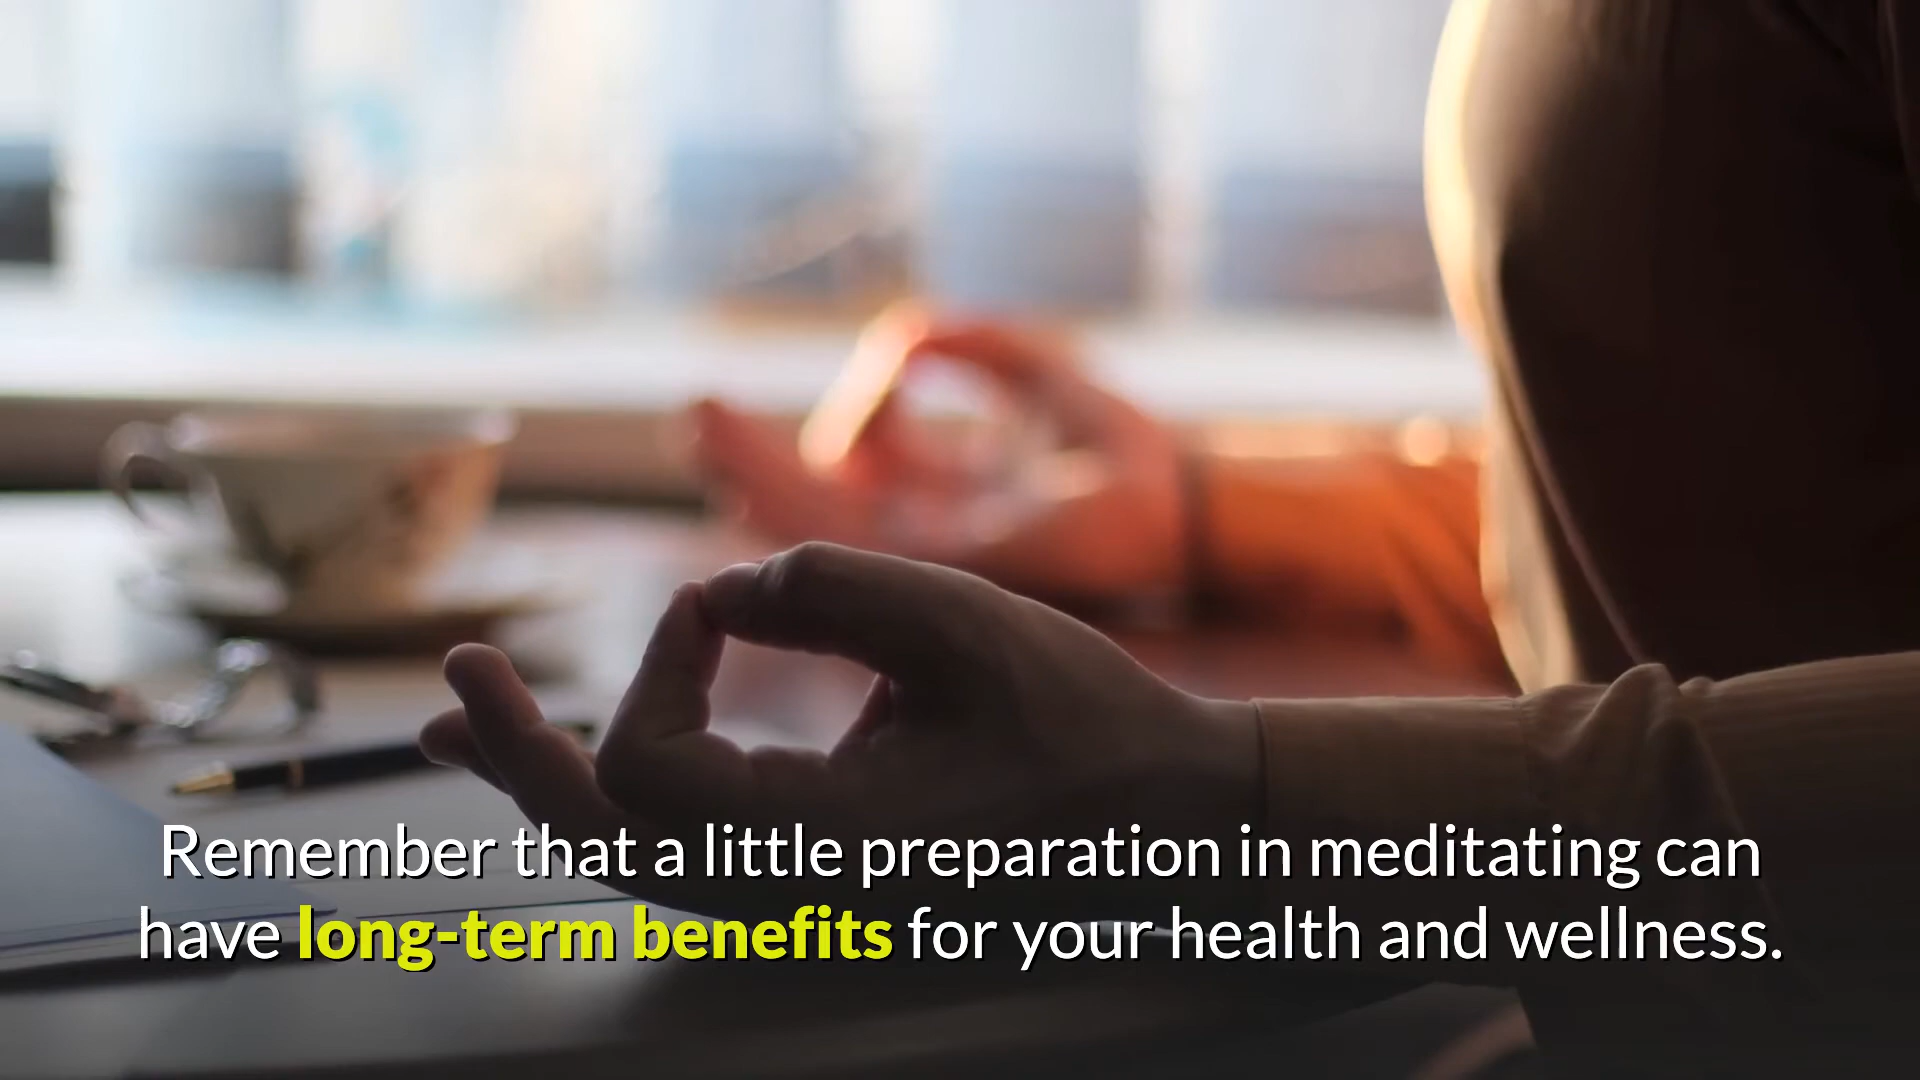 Remember that a little preparation in meditating can
have long-term benefits for your health and wellness.